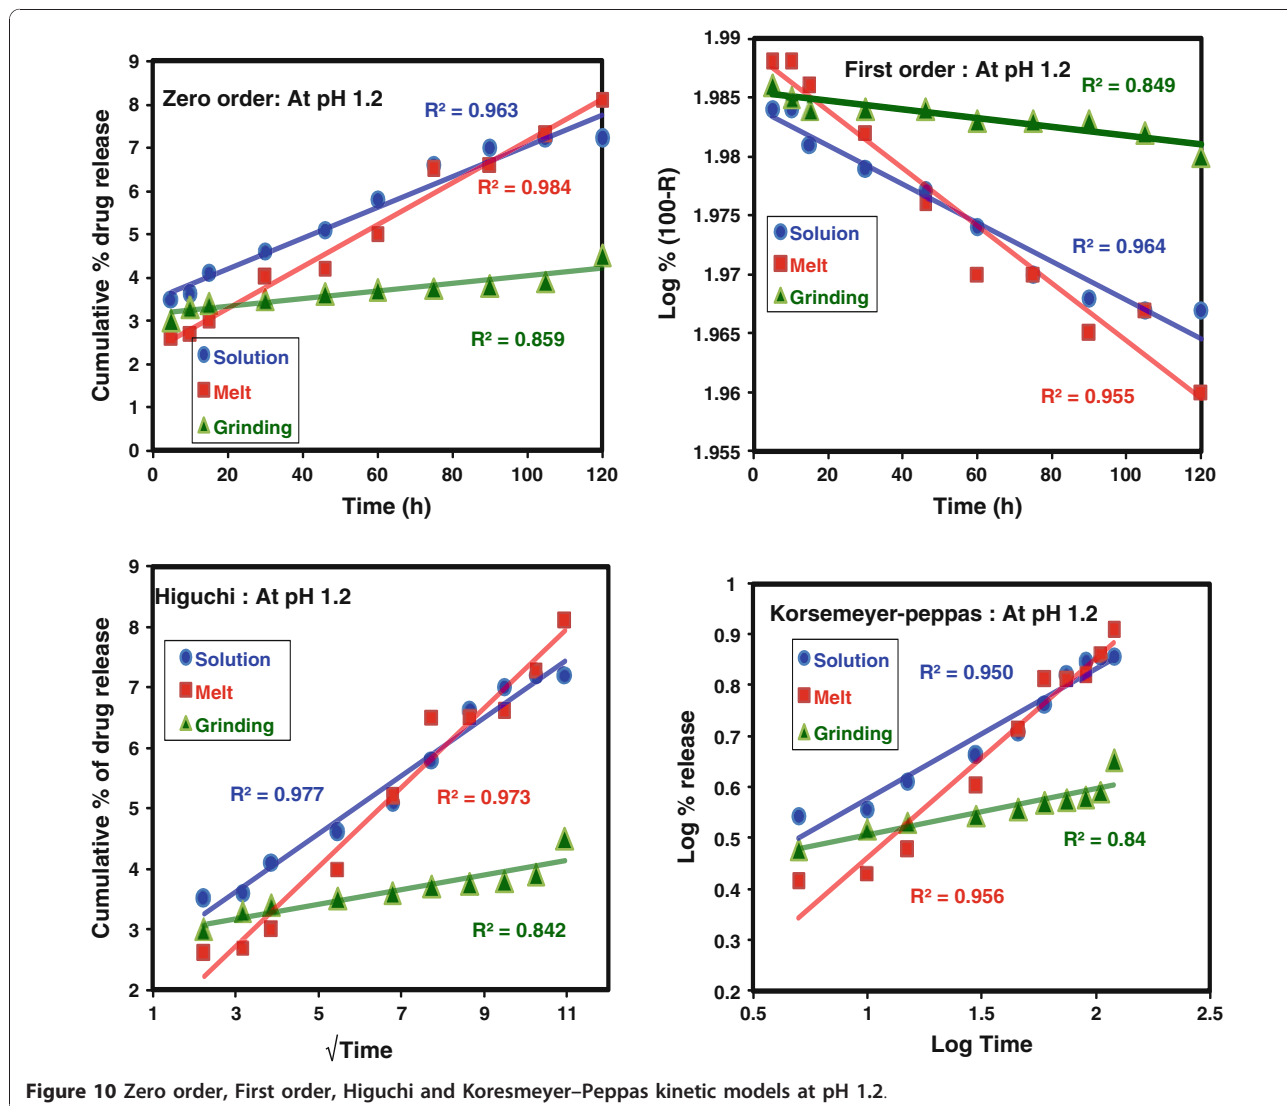 Zero order: At pH 1.2
R² = 0.963
R² = 0.984
R² = 0.859
Solution
Melt
Grinding
Cumulative % drug release
9
8
7
6
5
4
3
2
1
0
0 20 40 60 80 100 120
Time (h)
First order : At pH 1.2
R² = 0.849
R² = 0.964
R² = 0.955
Soluion
Melt
Grinding
Log % (100-R)
1.99
1.985
1.98
1.975
1.97
1.965
1.96
1.955
0 20 40 60 80 100 120
Time (h)
Higuchi : At pH 1.2
Solution
Melt
Grinding
R² = 0.977
R² = 0.973
R² = 0.842
Cumulative % of drug release
9
8
7
6
5
4
3
2
1 3 5 7 9 11
√Time
Korsemeyer-peppas : At pH 1.2
Solution
Melt
Grinding
R² = 0.950
R² = 0.84
R² = 0.956
Log % release
1
0.9
0.8
0.7
0.6
0.5
0.4
0.3
0.2
0.5 1 1.5 2 2.5
Log Time
Figure 10 Zero order, First order, Higuchi and Koresmeyer–Peppas kinetic models at pH 1.2.